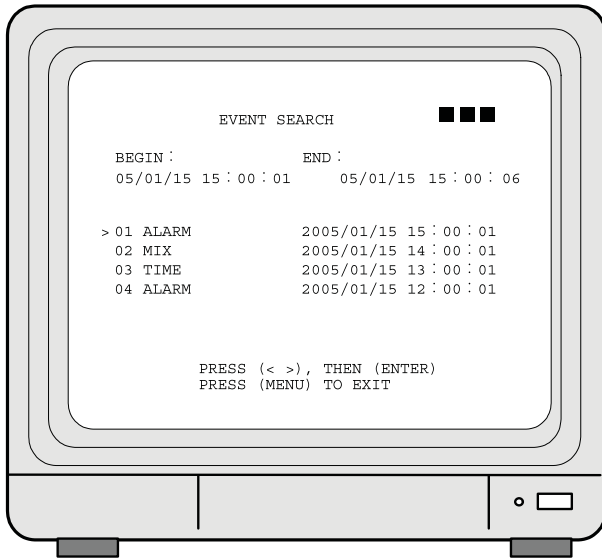 EVENT SEARCH
BEGIN: END:
05/01/15 15:00:01 05/01/15 15:00:06
> 01 ALARM 2005/01/15 15:00:01
02 MIX 2005/01/15 14:00:01
03 TIME 2005/01/15 13:00:01
04 ALARM 2005/01/15 12:00:01
PRESS (< >), THEN (ENTER)
PRESS (MENU) TO EXIT